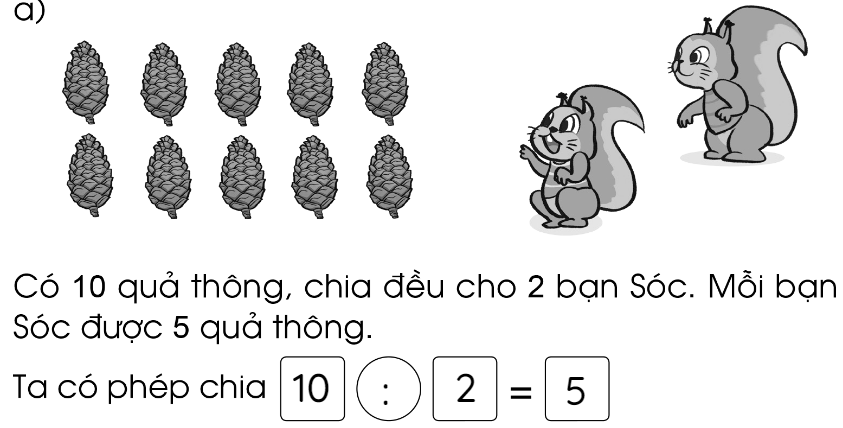 a)
Có 10 quả thông, chia đều cho 2 bạn Sóc. Mỗi bạn
Sóc được 5 quả thông.
Ta có phép chia 10 : 2 = 5